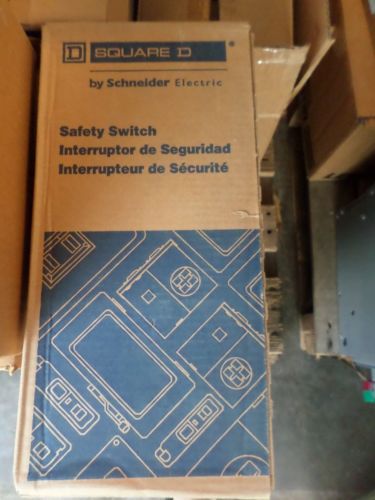 D SQUARE D ®
by Schneider Electric
Safety Switch
Interruptor de Seguridad
Interrupteur de Sécurité